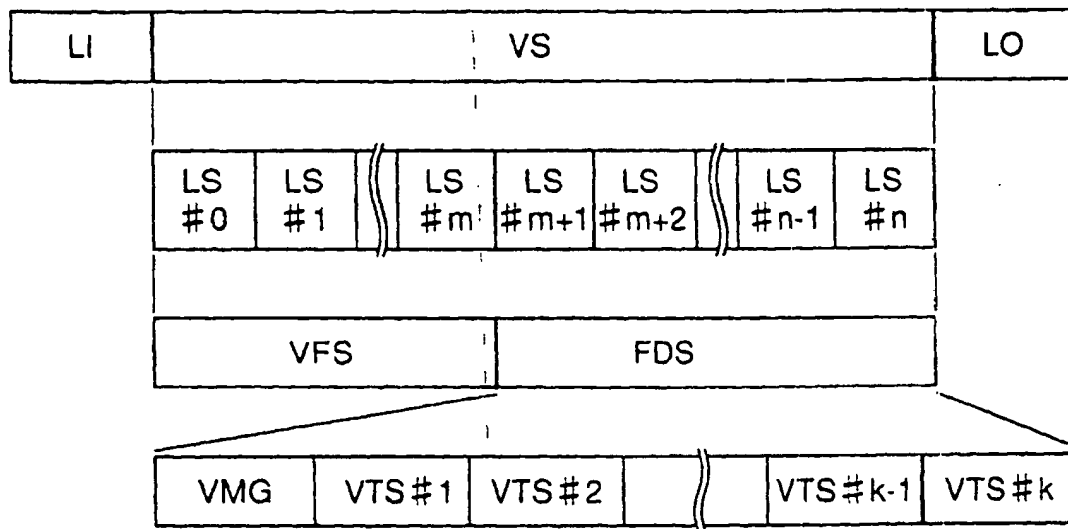 LI VS LO
LS LS LS LS LS LS LS
#0 #1 #m #m+1 #m+2 #n-1 #n
VFS FDS
VMG VTS#1 VTS#2 VTS#k-1 VTS#k